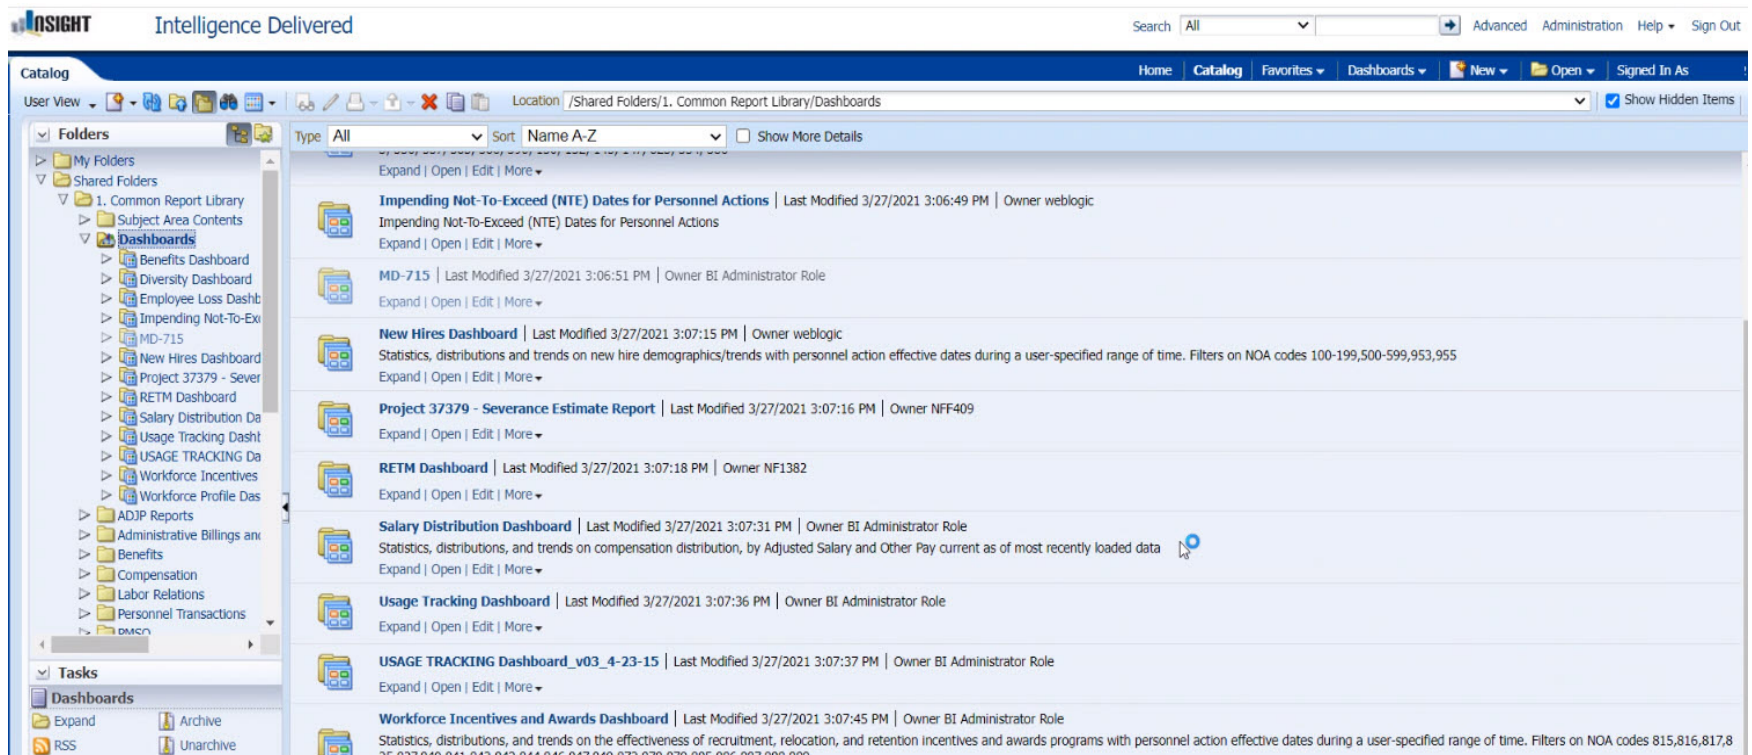 INSIGHT Intelligence Delivered Search All Advanced Administration Help Sign Out
Catalog Home Catalog Favorites Dashboards New Open Signed In As
User View Location /Shared Folders/1. Common Report Library/Dashboards Show Hidden Items
Folders
My Folders
Shared Folders
1. Common Report Library
Subject Area Contents
Dashboards
Benefits Dashboard
Diversity Dashboard
Employee Loss Dashb
Impending Not-To-Ex
MD-715
New Hires Dashboard
Project 37379 - Sever
RETM Dashboard
Salary Distribution Da
Usage Tracking Dasht
USAGE TRACKING Da
Workforce Incentives
Workforce Profile Das
ADJP Reports
Administrative Billings and
Benefits
Compensation
Labor Relations
Personnel Transactions
PMSO
Tasks
Dashboards
Expand Archive
RSS Unarchive
Type All Sort Name A-Z Show More Details
Expand | Open | Edit | More
Impending Not-To-Exceed (NTE) Dates for Personnel Actions | Last Modified 3/27/2021 3:06:49 PM | Owner weblogic
Impending Not-To-Exceed (NTE) Dates for Personnel Actions
Expand | Open | Edit | More
MD-715 | Last Modified 3/27/2021 3:06:51 PM | Owner BI Administrator Role
Expand | Open | Edit | More
New Hires Dashboard | Last Modified 3/27/2021 3:07:15 PM | Owner weblogic
Statistics, distributions and trends on new hire demographics/trends with personnel action effective dates during a user-specified range of time. Filters on NOA codes 100-199,500-599,953,955
Expand | Open | Edit | More
Project 37379 - Severance Estimate Report | Last Modified 3/27/2021 3:07:16 PM | Owner NFF409
Expand | Open | Edit | More
RETM Dashboard | Last Modified 3/27/2021 3:07:18 PM | Owner NF1382
Expand | Open | Edit | More
Salary Distribution Dashboard | Last Modified 3/27/2021 3:07:31 PM | Owner BI Administrator Role
Statistics, distributions, and trends on compensation distribution, by Adjusted Salary and Other Pay current as of most recently loaded data
Expand | Open | Edit | More
Usage Tracking Dashboard | Last Modified 3/27/2021 3:07:36 PM | Owner BI Administrator Role
Expand | Open | Edit | More
USAGE TRACKING Dashboard_v03_4-23-15 | Last Modified 3/27/2021 3:07:37 PM | Owner BI Administrator Role
Expand | Open | Edit | More
Workforce Incentives and Awards Dashboard | Last Modified 3/27/2021 3:07:45 PM | Owner BI Administrator Role
Statistics, distributions, and trends on the effectiveness of recruitment, relocation, and retention incentives and awards programs with personnel action effective dates during a user-specified range of time. Filters on NOA codes 815,816,817,8